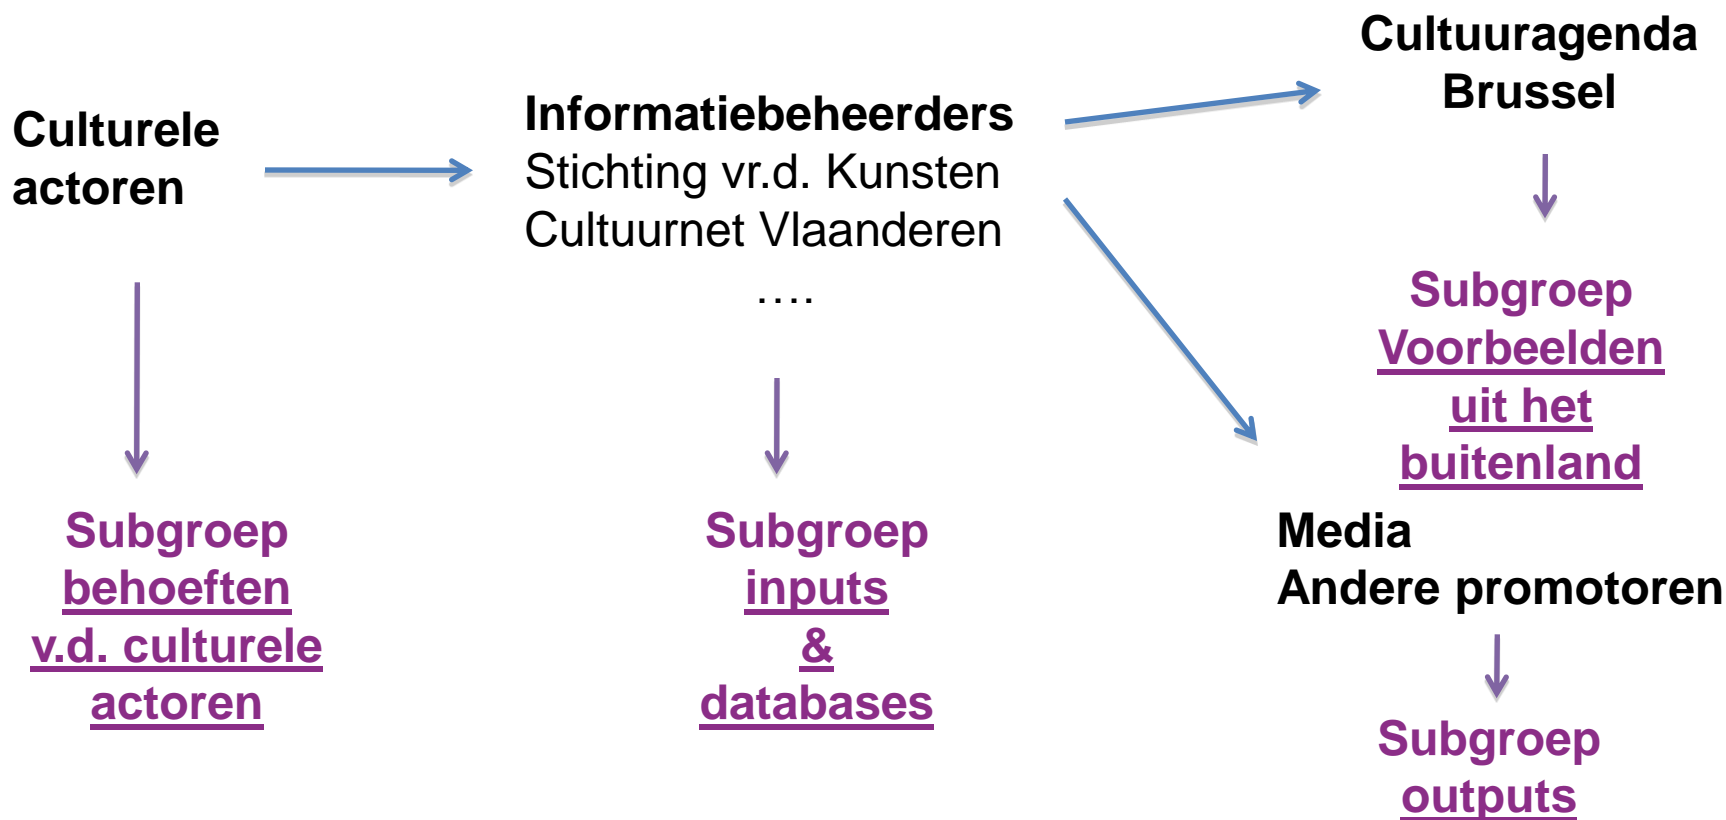 Culturele
actoren
Informatiebeheerders
Stichting vr.d. Kunsten
Cultuurnet Vlaanderen
….
Cultuuragenda
Brussel
Subgroep
Voorbeelden
uit het
buitenland
Media
Andere promotoren
Subgroep
behoeften
v.d. culturele
actoren
Subgroep
inputs
&
databases
Subgroep
outputs